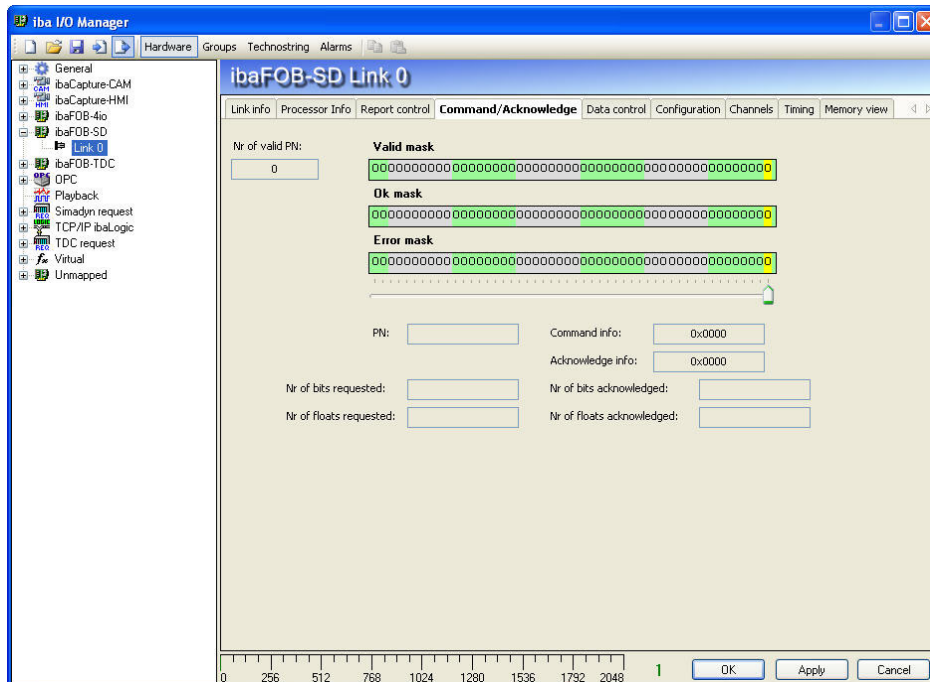 iba I/O Manager
Hardware Groups Technostring Alarms
General
ibaCapture-CAM
ibaCapture-HMI
ibaFOB-4io
ibaFOB-SD
Link 0
ibaFOB-TDC
OPC
Playback
Simadyn request
TCP/IP ibaLogic
TDC request
Virtual
Unmapped
ibaFOB-SD Link 0
Link info Processor Info Report control Command/Acknowledge Data control Configuration Channels Timing Memory view
Nr of valid PN:
0
Valid mask
00000000000000000000000000000000000000000000000000
Ok mask
00000000000000000000000000000000000000000000000000
Error mask
00000000000000000000000000000000000000000000000000
PN:
Command info: 0x0000
Acknowledge info: 0x0000
Nr of bits requested: Nr of bits acknowledged:
Nr of floats requested: Nr of floats acknowledged:
0 256 512 768 1024 1280 1536 1792 2048
1
OK Apply Cancel